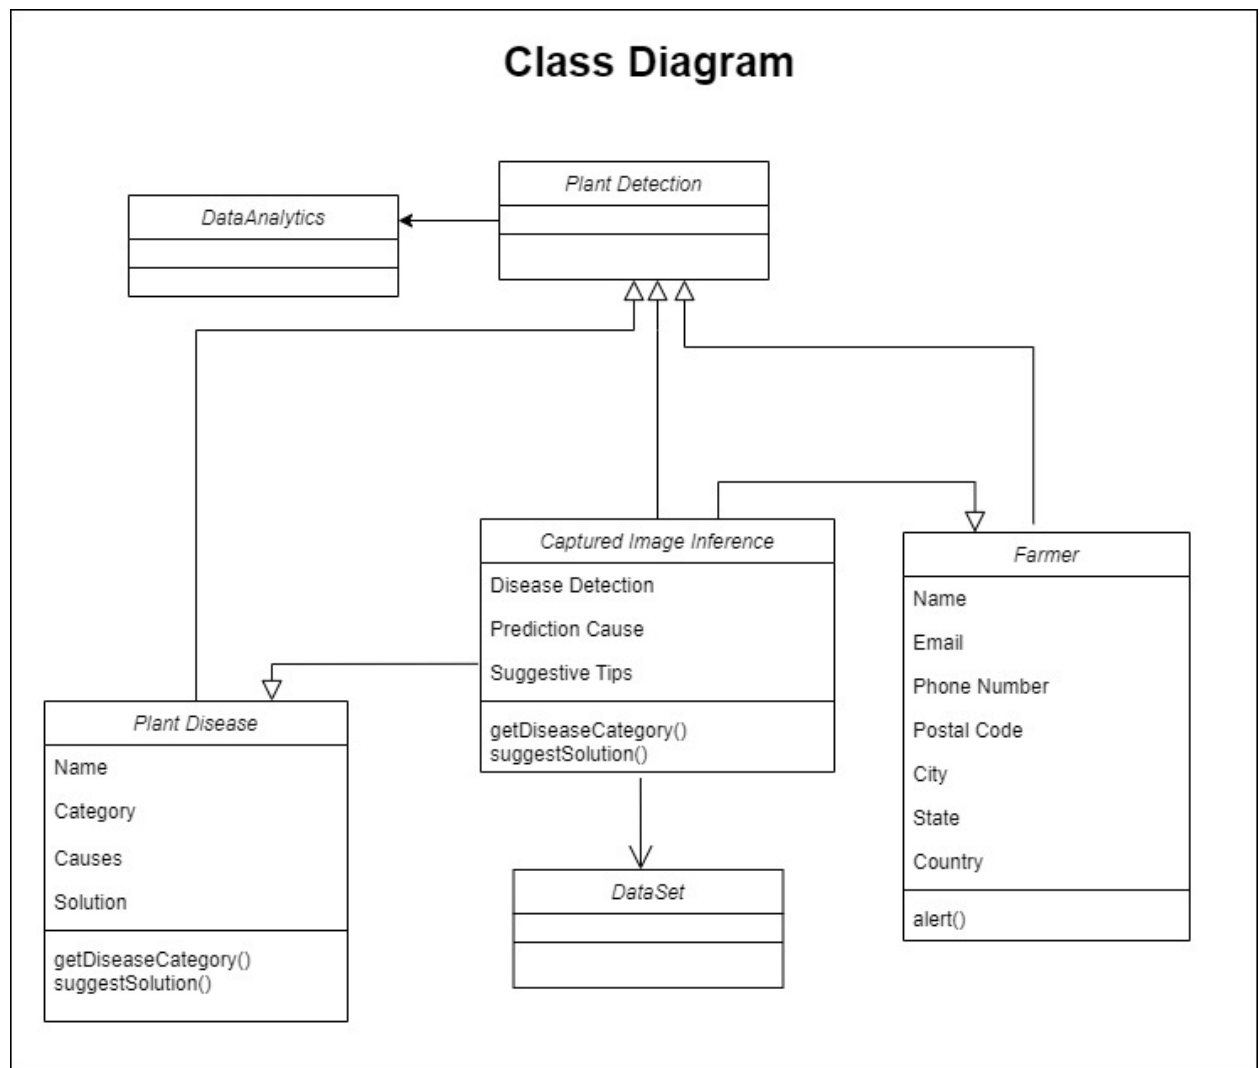 Class Diagram
Plant Detection
DataAnalytics
Captured Image Inference
Disease Detection
Prediction Cause
Suggestive Tips
getDiseaseCategory()
suggestSolution()
Farmer
Name
Email
Phone Number
Postal Code
City
State
Country
alert()
Plant Disease
Name
Category
Causes
Solution
getDiseaseCategory()
suggestSolution()
DataSet